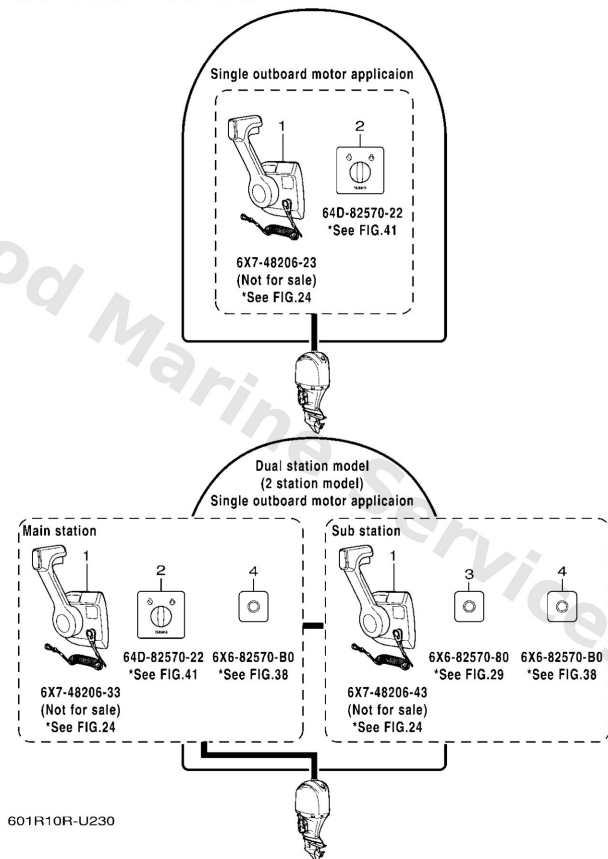 Single outboard motor applicaion
1
2
64D-82570-22
*See FIG.41
6X7-48206-23
(Not for sale)
*See FIG.24
Dual station model
(2 station model)
Single outboard motor applicaion
Main station
1
2
4
64D-82570-22
*See FIG.41
6X6-82570-B0
*See FIG.38
6X7-48206-33
(Not for sale)
*See FIG.24
Sub station
1
3
4
6X6-82570-80
*See FIG.29
6X6-82570-B0
*See FIG.38
6X7-48206-43
(Not for sale)
*See FIG.24
601R10R-U230
Marine Services